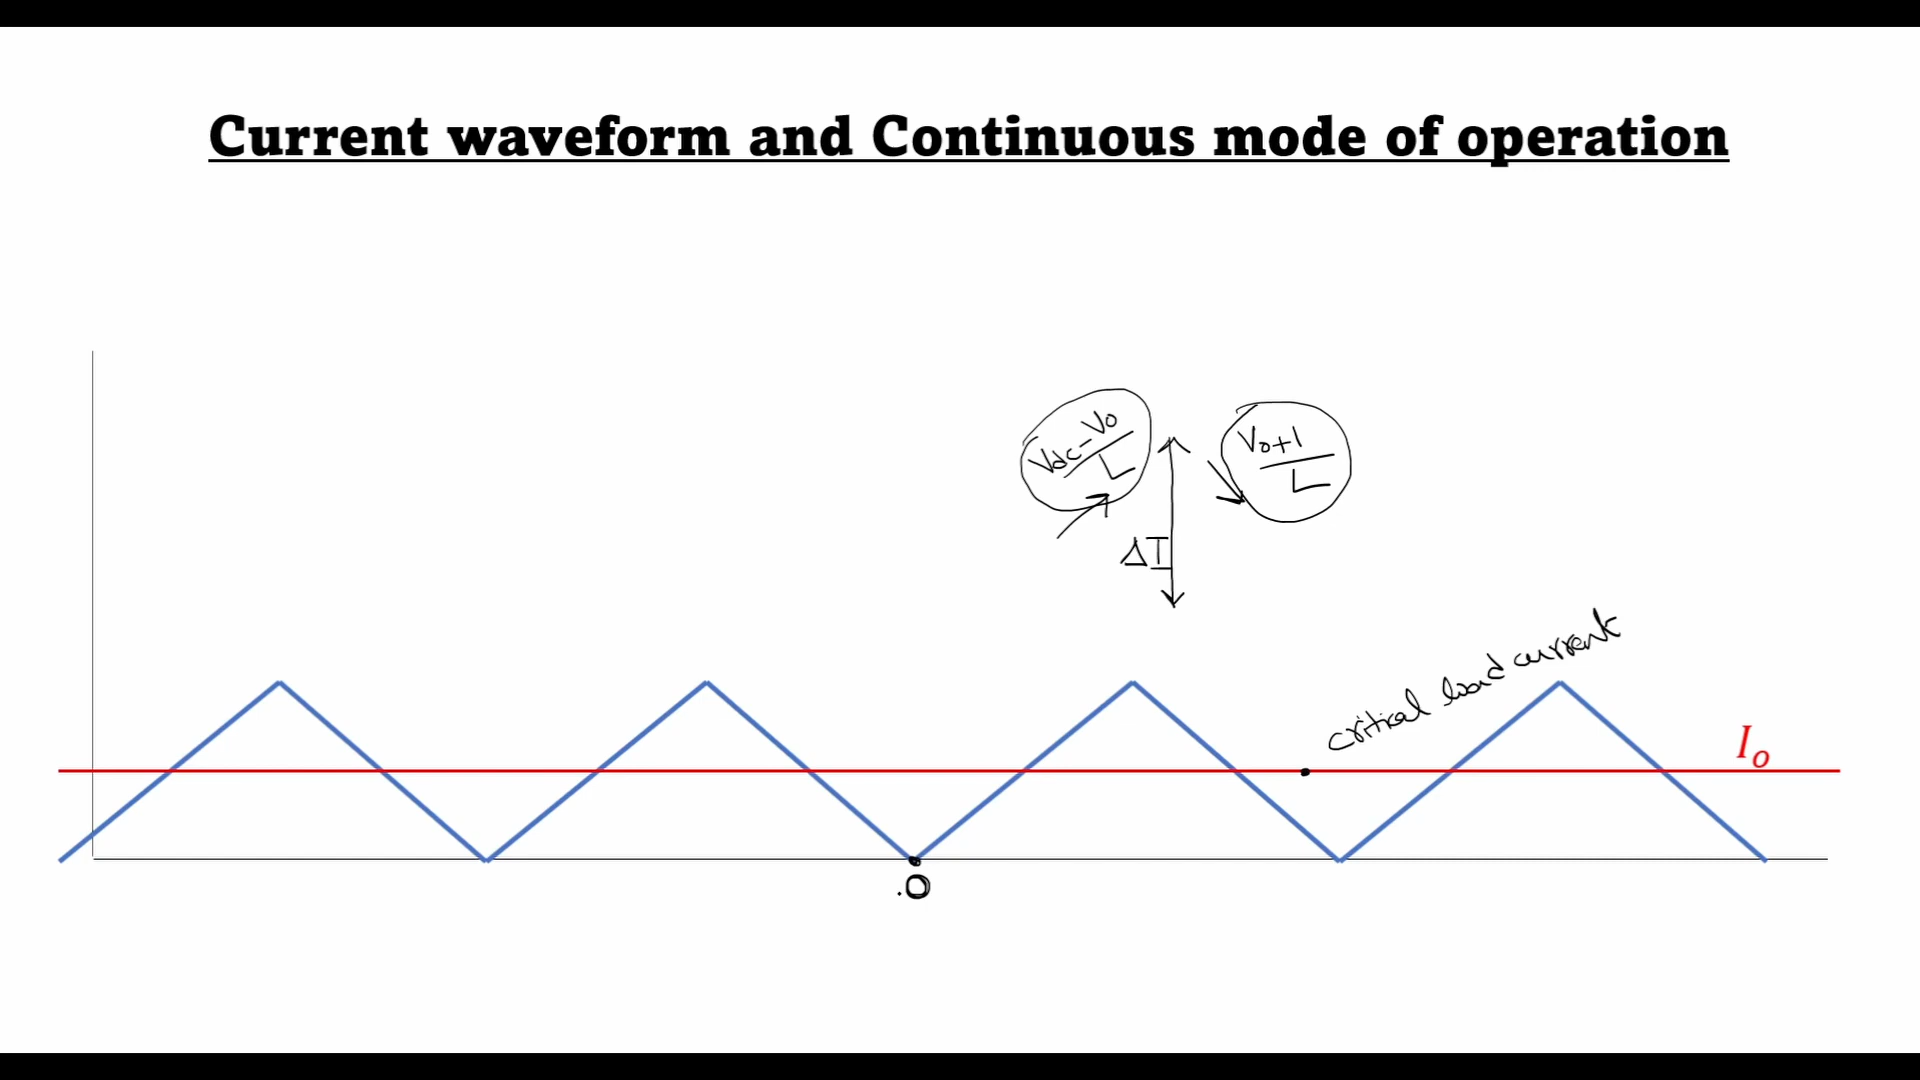 Current waveform and Continuous mode of operation
Vdc-Vo
L
Vo+1
L
ΔI
critical load current
Io
.0